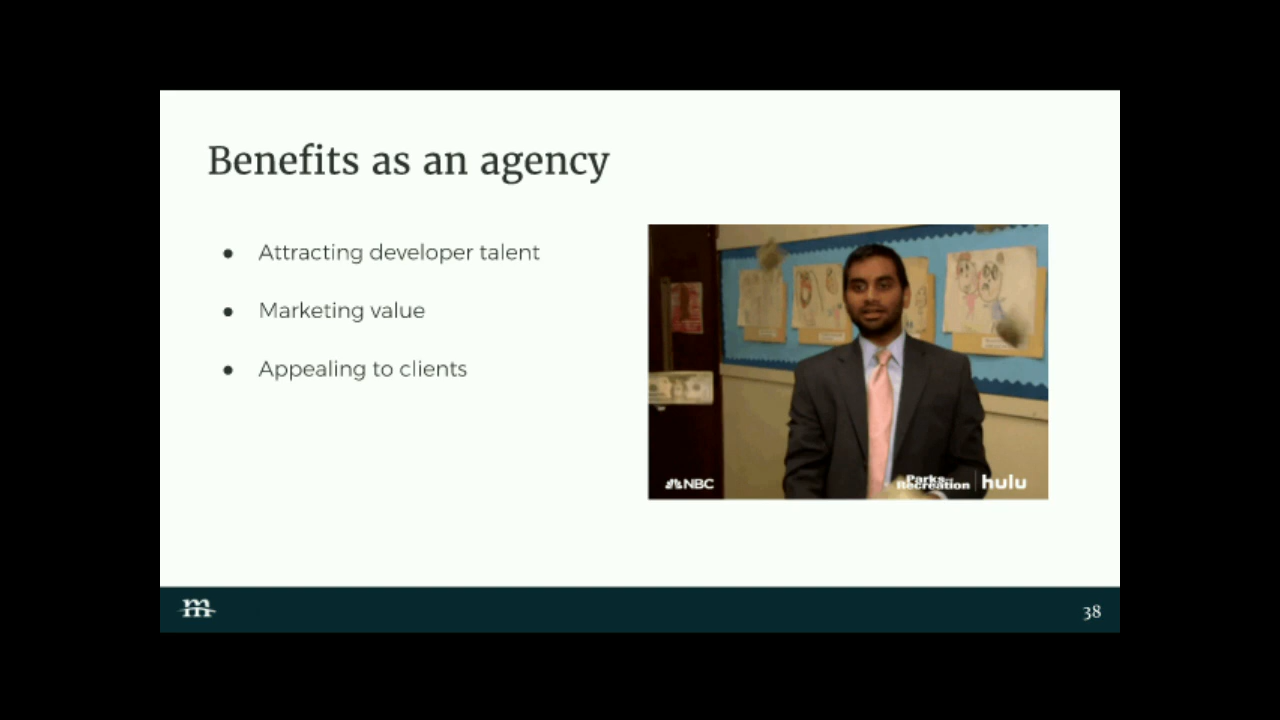 Benefits as an agency
● Attracting developer talent
● Marketing value
● Appealing to clients
NBC
Parks and Recreation
hulu
m
38